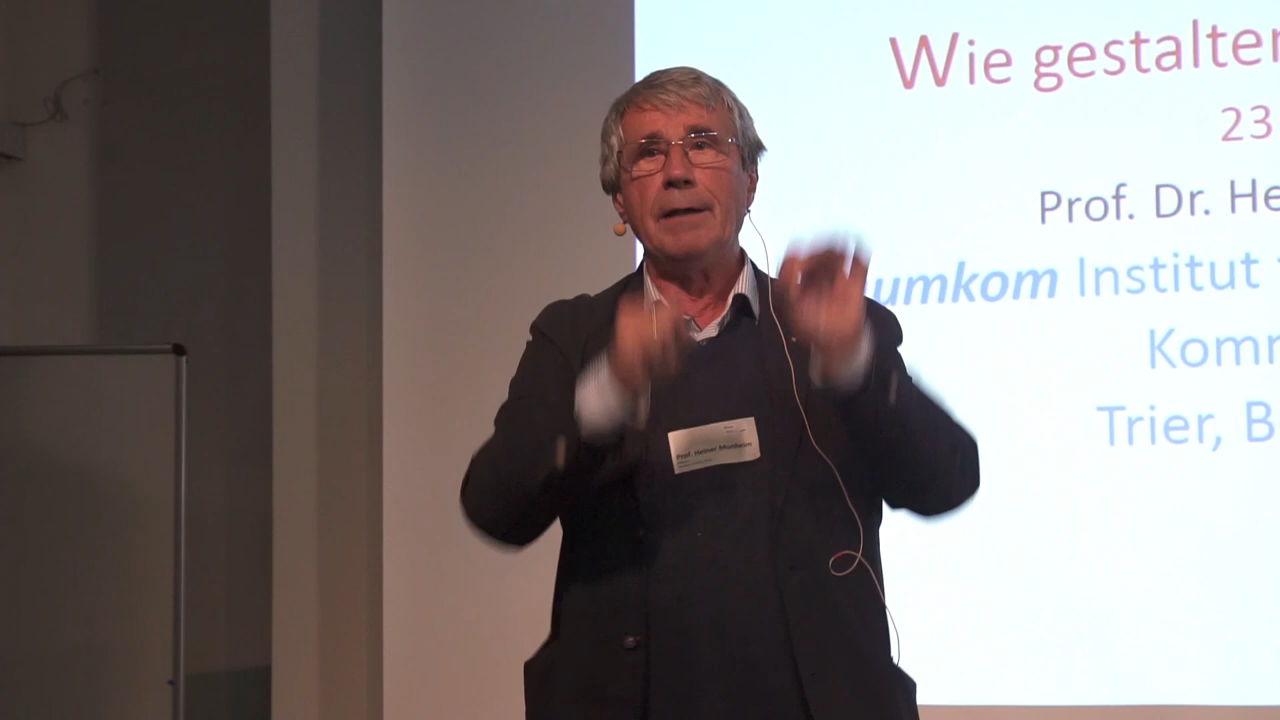 Wie gestalten
23
Prof. Dr. He
umkom Institut f
Komm
Trier, B
Prof. Heiner Monheim